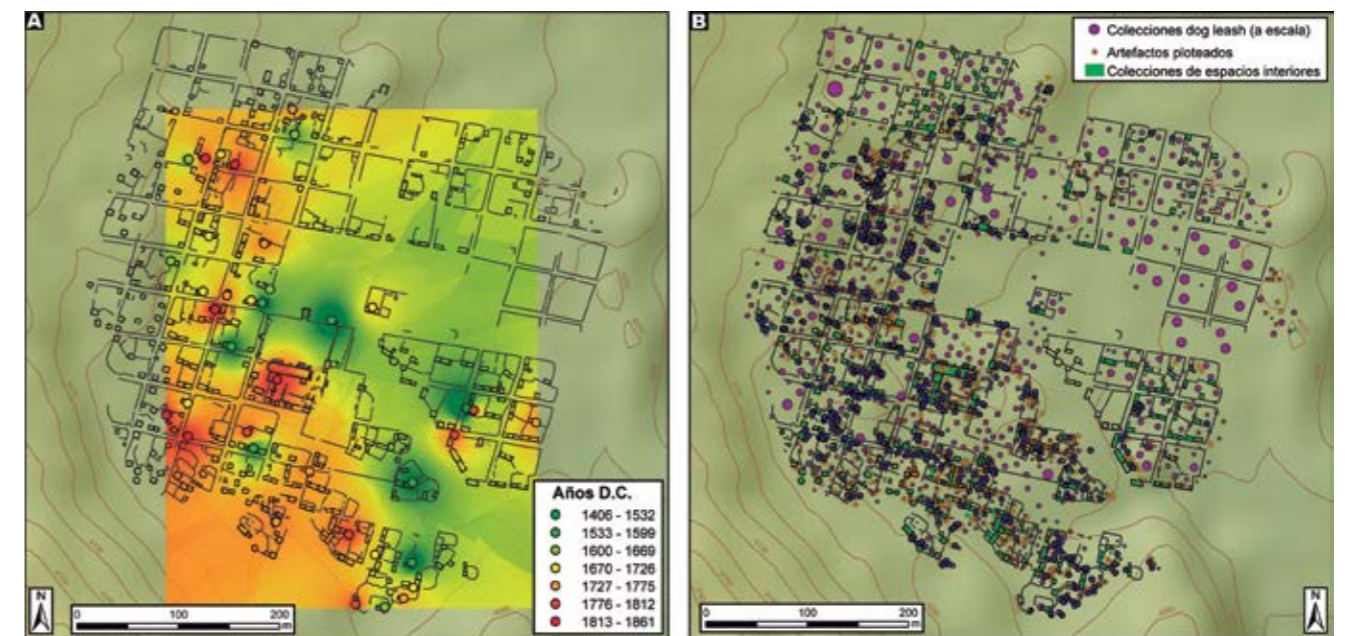 A
Años D.C.
1406 - 1532
1533 - 1599
1600 - 1669
1670 - 1726
1727 - 1775
1776 - 1812
1813 - 1861
N
0 100 200
m
B
Colecciones dog leash (a escala)
Artefactos ploteados
Colecciones de espacios interiores
0 100 200
m
N